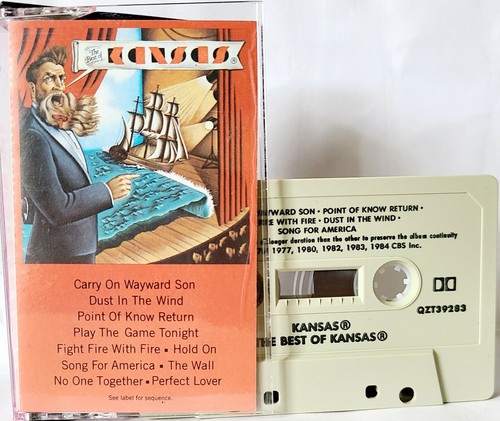 The Best of KANSAS®
Carry On Wayward Son
Dust In The Wind
Point Of Know Return
Play The Game Tonight
Fight Fire With Fire • Hold On
Song For America • The Wall
No One Together • Perfect Lover
See label for sequence.
WAYWARD SON • POINT OF KNOW RETURN •
WITH FIRE • DUST IN THE WIND •
SONG FOR AMERICA
longer duration then the other to preserve the album continuity
1977, 1980, 1982, 1983, 1984 CBS Inc.
QZT39283
KANSAS®
THE BEST OF KANSAS®